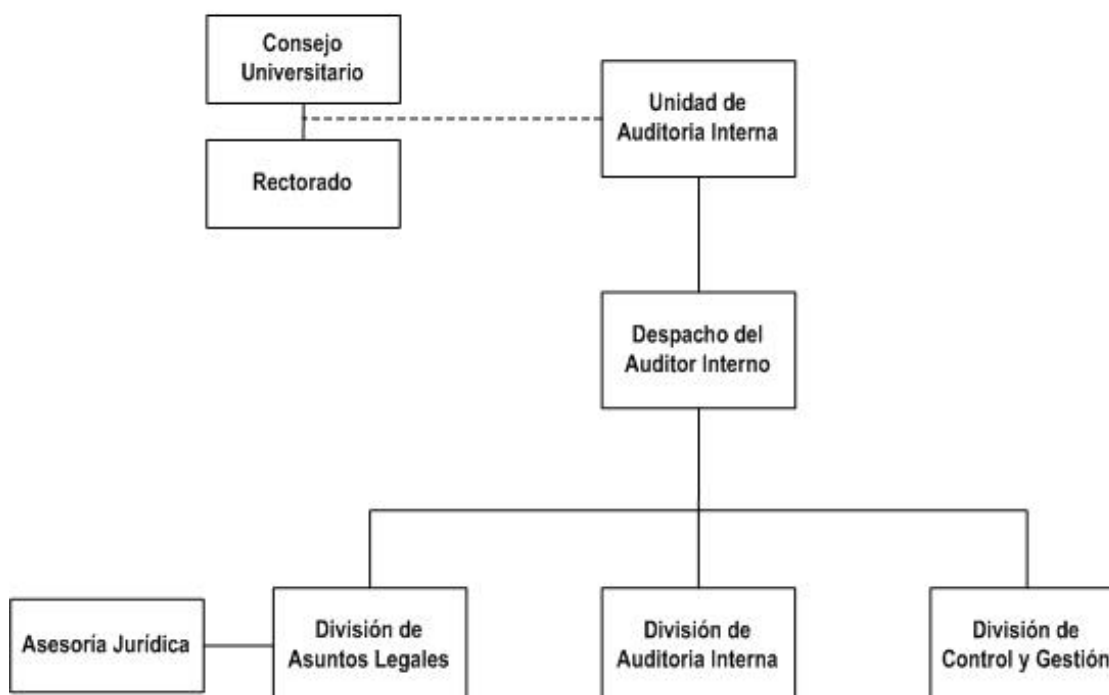 Consejo
Universitario
Unidad de
Auditoria Interna
Rectorado
Despacho del
Auditor Interno
Asesoría Jurídica
División de
Asuntos Legales
División de
Auditoria Interna
División de
Control y Gestión